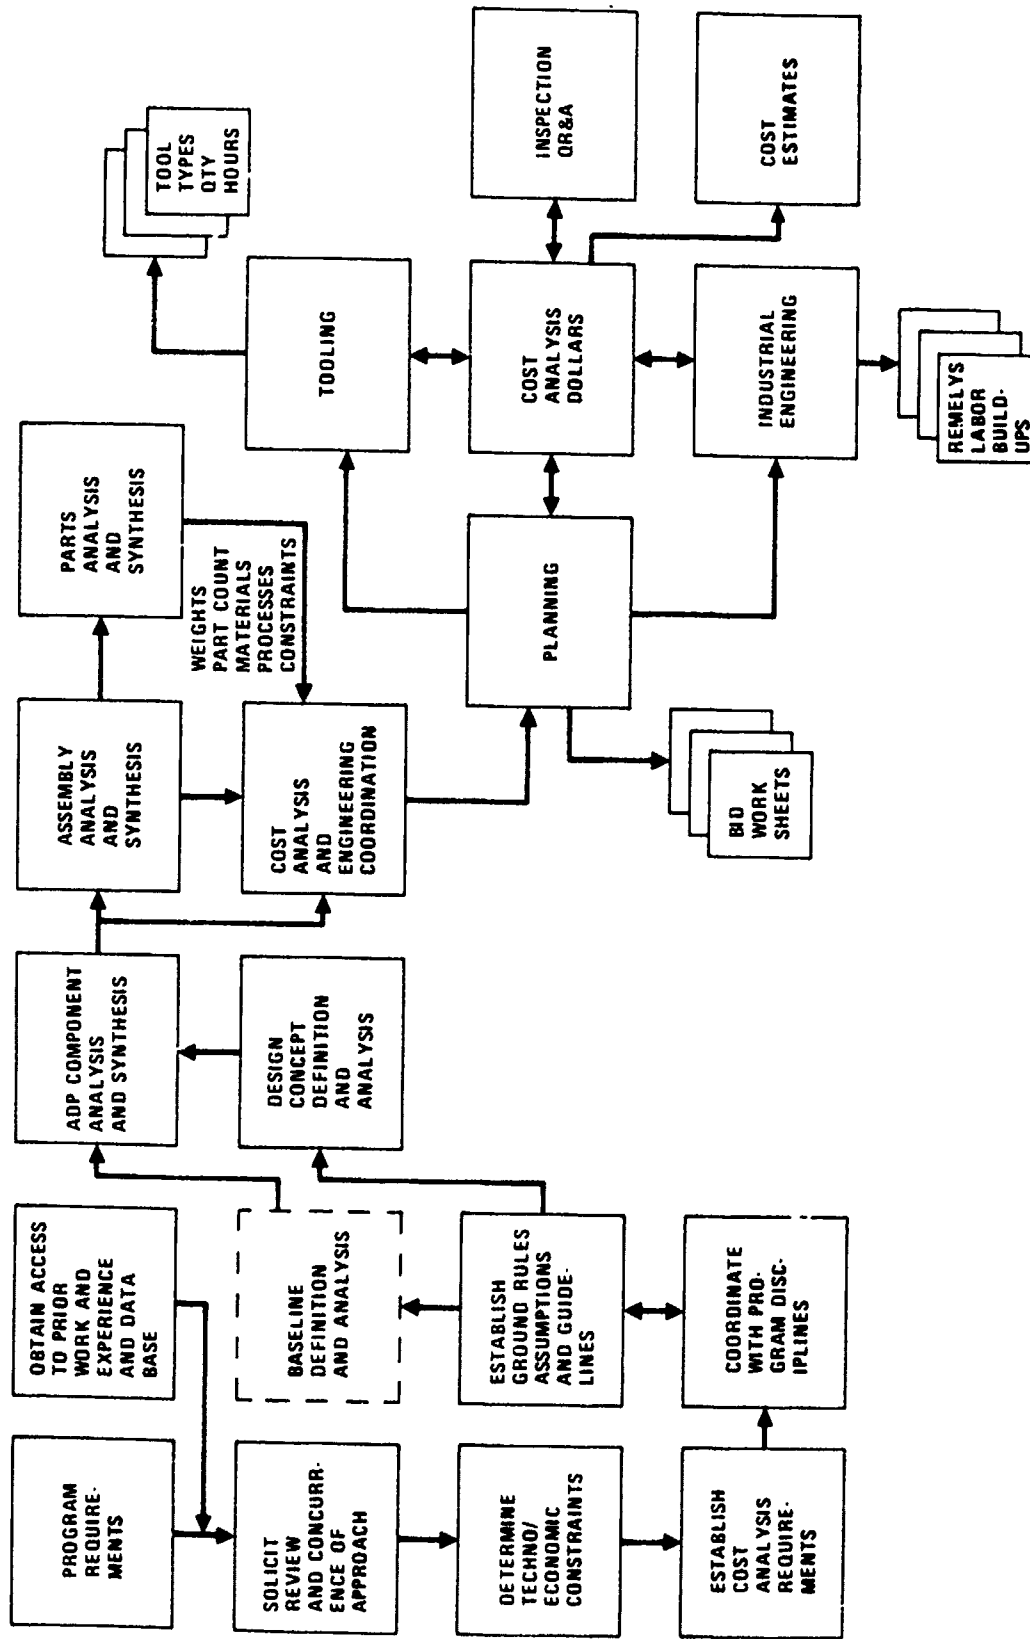 PROGRAM
REQUIRE-
MENTS
OBTAIN ACCESS
TO PRIOR
WORK AND
EXPERIENCE
AND DATA
BASE
SOLICIT
REVIEW
AND CONCURR-
ENCE OF
APPROACH
DETERMINE
TECHNO/
ECONOMIC
CONSTRAINTS
ESTABLISH
COST
ANALYSIS
REQUIRE-
MENTS
BASELINE
DEFINITION
AND ANALYSIS
ESTABLISH
GROUND RULES
ASSUMPTIONS
AND GUIDE-
LINES
COORDINATE
WITH PRO-
GRAM DISC-
IPLINES
ADP COMPONENT
ANALYSIS
AND SYNTHESIS
DESIGN
CONCEPT
DEFINITION
AND
ANALYSIS
ASSEMBLY
ANALYSIS
AND
SYNTHESIS
COST
ANALYSIS
AND
ENGINEERING
COORDINATION
PARTS
ANALYSIS
AND
SYNTHESIS
WEIGHTS
PART COUNT
MATERIALS
PROCESSES
CONSTRAINTS
PLANNING
BID
WORK
SHEETS
TOOLING
TOOL
TYPES
QTY
HOURS
COST
ANALYSIS
DOLLARS
INDUSTRIAL
ENGINEERING
REMELYS
LABOR
BUILD-
UPS
INSPECTION
QR&A
COST
ESTIMATES